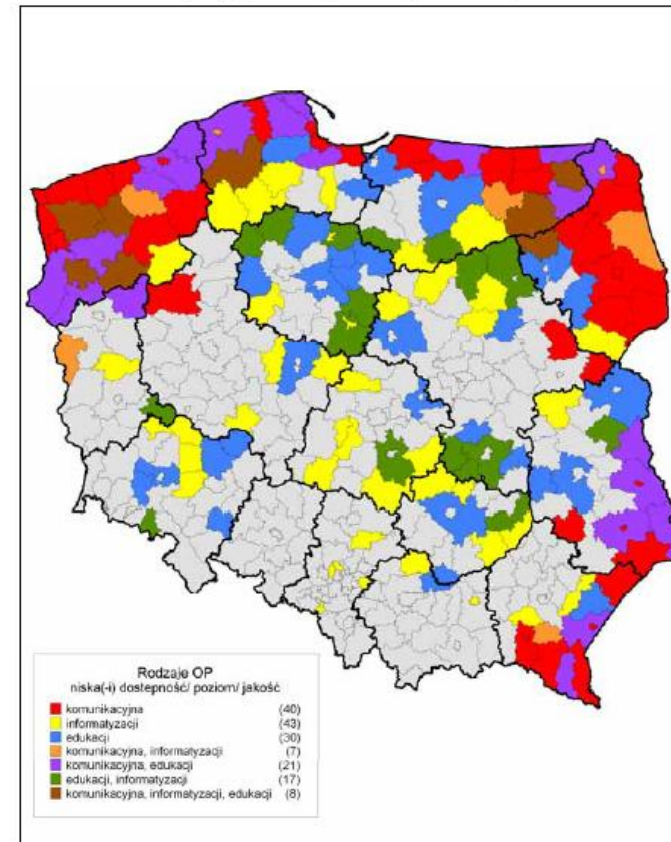 Rodzaje OP
niska(-i) dostępność/ poziom/ jakość
komunikacyjna (40)
informatyzacji (43)
edukacji (30)
komunikacyjna, informatyzacji (7)
komunikacyjna, edukacji (21)
edukacji, informatyzacji (17)
komunikacyjna, informatyzacji, edukacji (8)